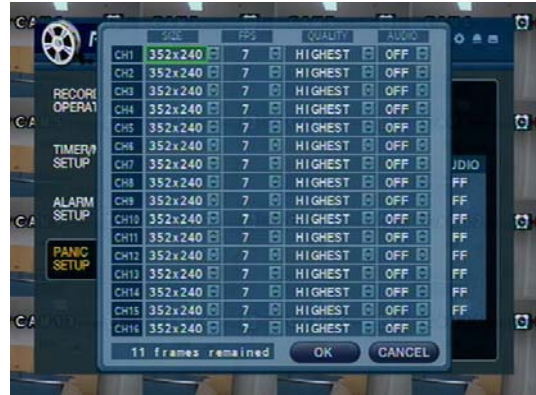 SIZE FPS QUALITY AUDIO
CH1 352x240 7 HIGHEST OFF
CH2 352x240 7 HIGHEST OFF
CH3 352x240 7 HIGHEST OFF
CH4 352x240 7 HIGHEST OFF
CH5 352x240 7 HIGHEST OFF
CH6 352x240 7 HIGHEST OFF
CH7 352x240 7 HIGHEST OFF
CH8 352x240 7 HIGHEST OFF
CH9 352x240 7 HIGHEST OFF
CH10 352x240 7 HIGHEST OFF
CH11 352x240 7 HIGHEST OFF
CH12 352x240 7 HIGHEST OFF
CH13 352x240 7 HIGHEST OFF
CH14 352x240 7 HIGHEST OFF
CH15 352x240 7 HIGHEST OFF
CH16 352x240 7 HIGHEST OFF
11 frames remained OK CANCEL
RECOR
OPERAT
TIMER/
SETUP
ALARM
SETUP
PANIC
SETUP
UDIO
FF
FF
FF
FF
FF
FF
FF
FF